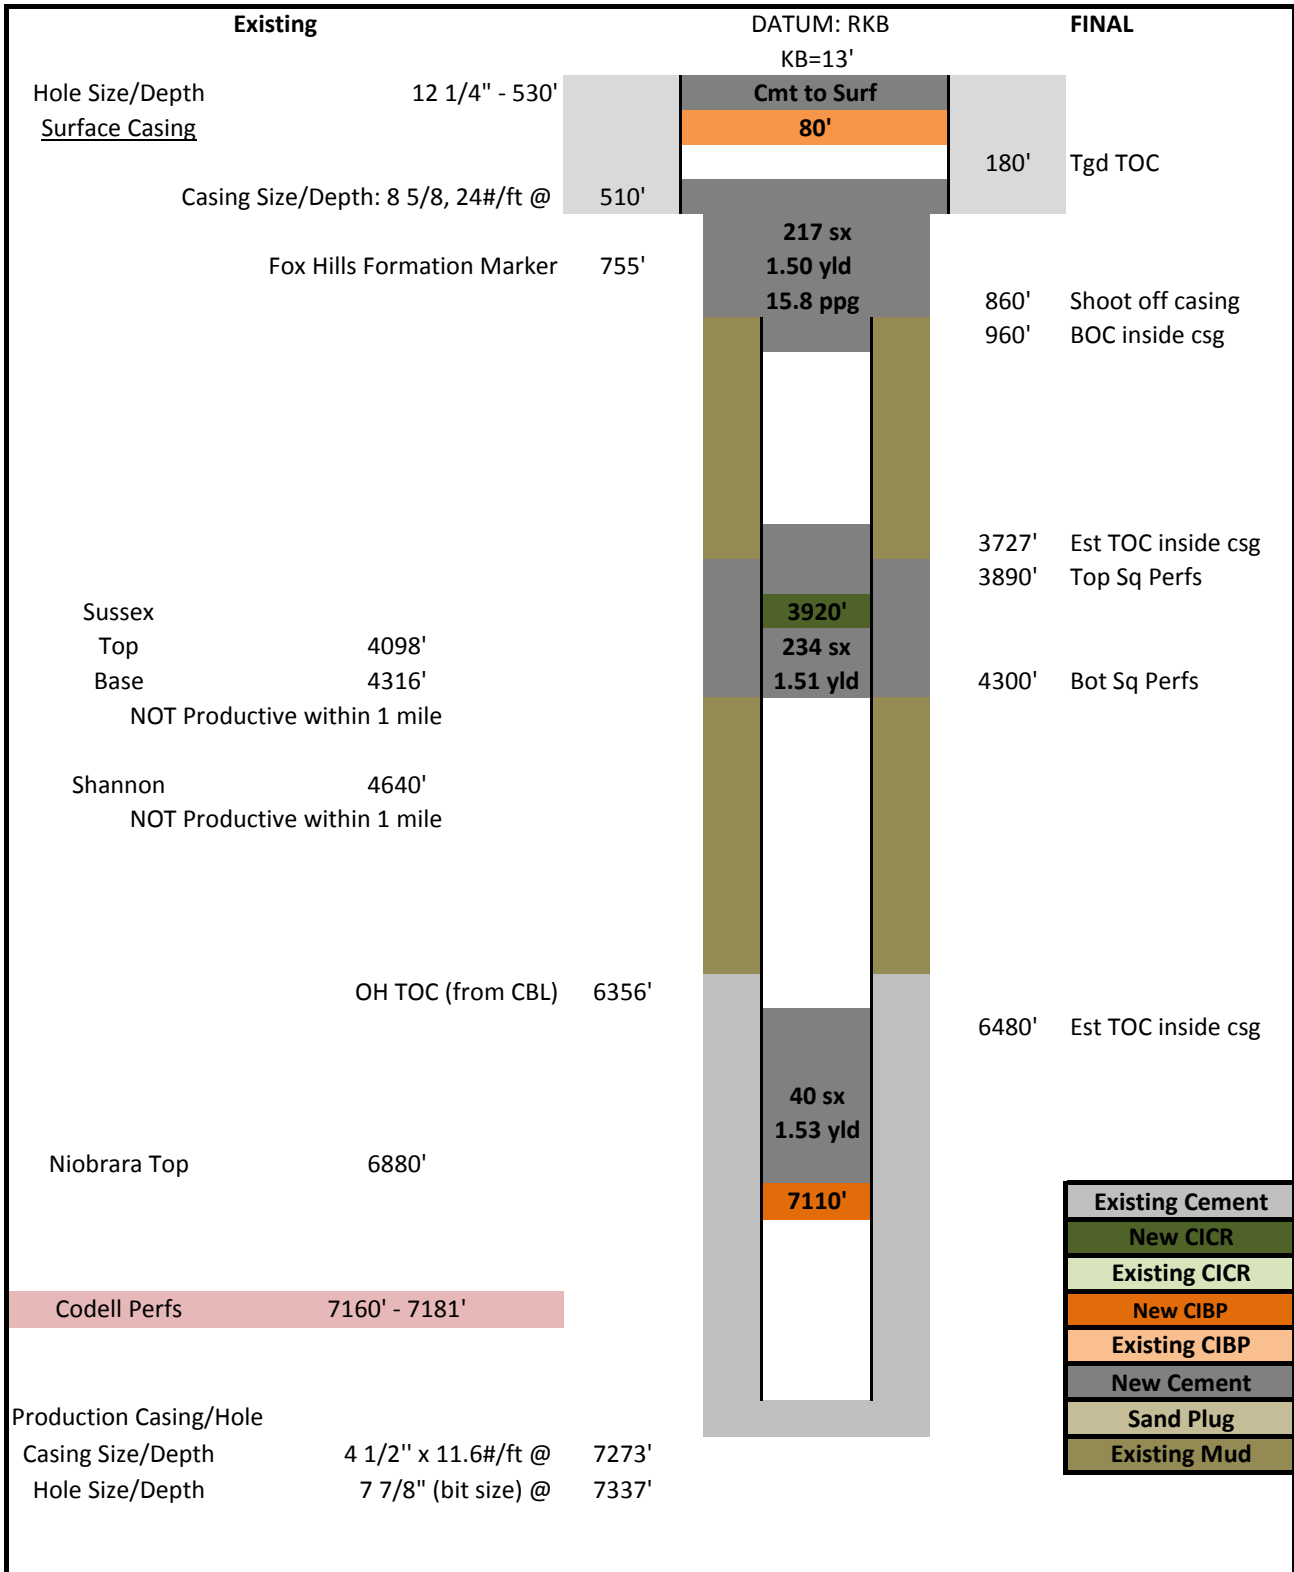 Existing DATUM: RKB FINAL
KB=13'
Hole Size/Depth 12 1/4" - 530' Cmt to Surf
Surface Casing 80'
180' Tgd TOC
Casing Size/Depth: 8 5/8, 24#/ft @ 510'
217 sx
Fox Hills Formation Marker 755' 1.50 yld
15.8 ppg 860' Shoot off casing
960' BOC inside csg
3727' Est TOC inside csg
3890' Top Sq Perfs
Sussex 3920'
Top 4098' 234 sx
Base 4316' 1.51 yld 4300' Bot Sq Perfs
NOT Productive within 1 mile
Shannon 4640'
NOT Productive within 1 mile
OH TOC (from CBL) 6356'
6480' Est TOC inside csg
40 sx
1.53 yld
Niobrara Top 6880'
7110' Existing Cement
New CICR
Existing CICR
Codell Perfs 7160' - 7181' New CIBP
Existing CIBP
New Cement
Production Casing/Hole Sand Plug
Casing Size/Depth 4 1/2'' x 11.6#/ft @ 7273' Existing Mud
Hole Size/Depth 7 7/8" (bit size) @ 7337'